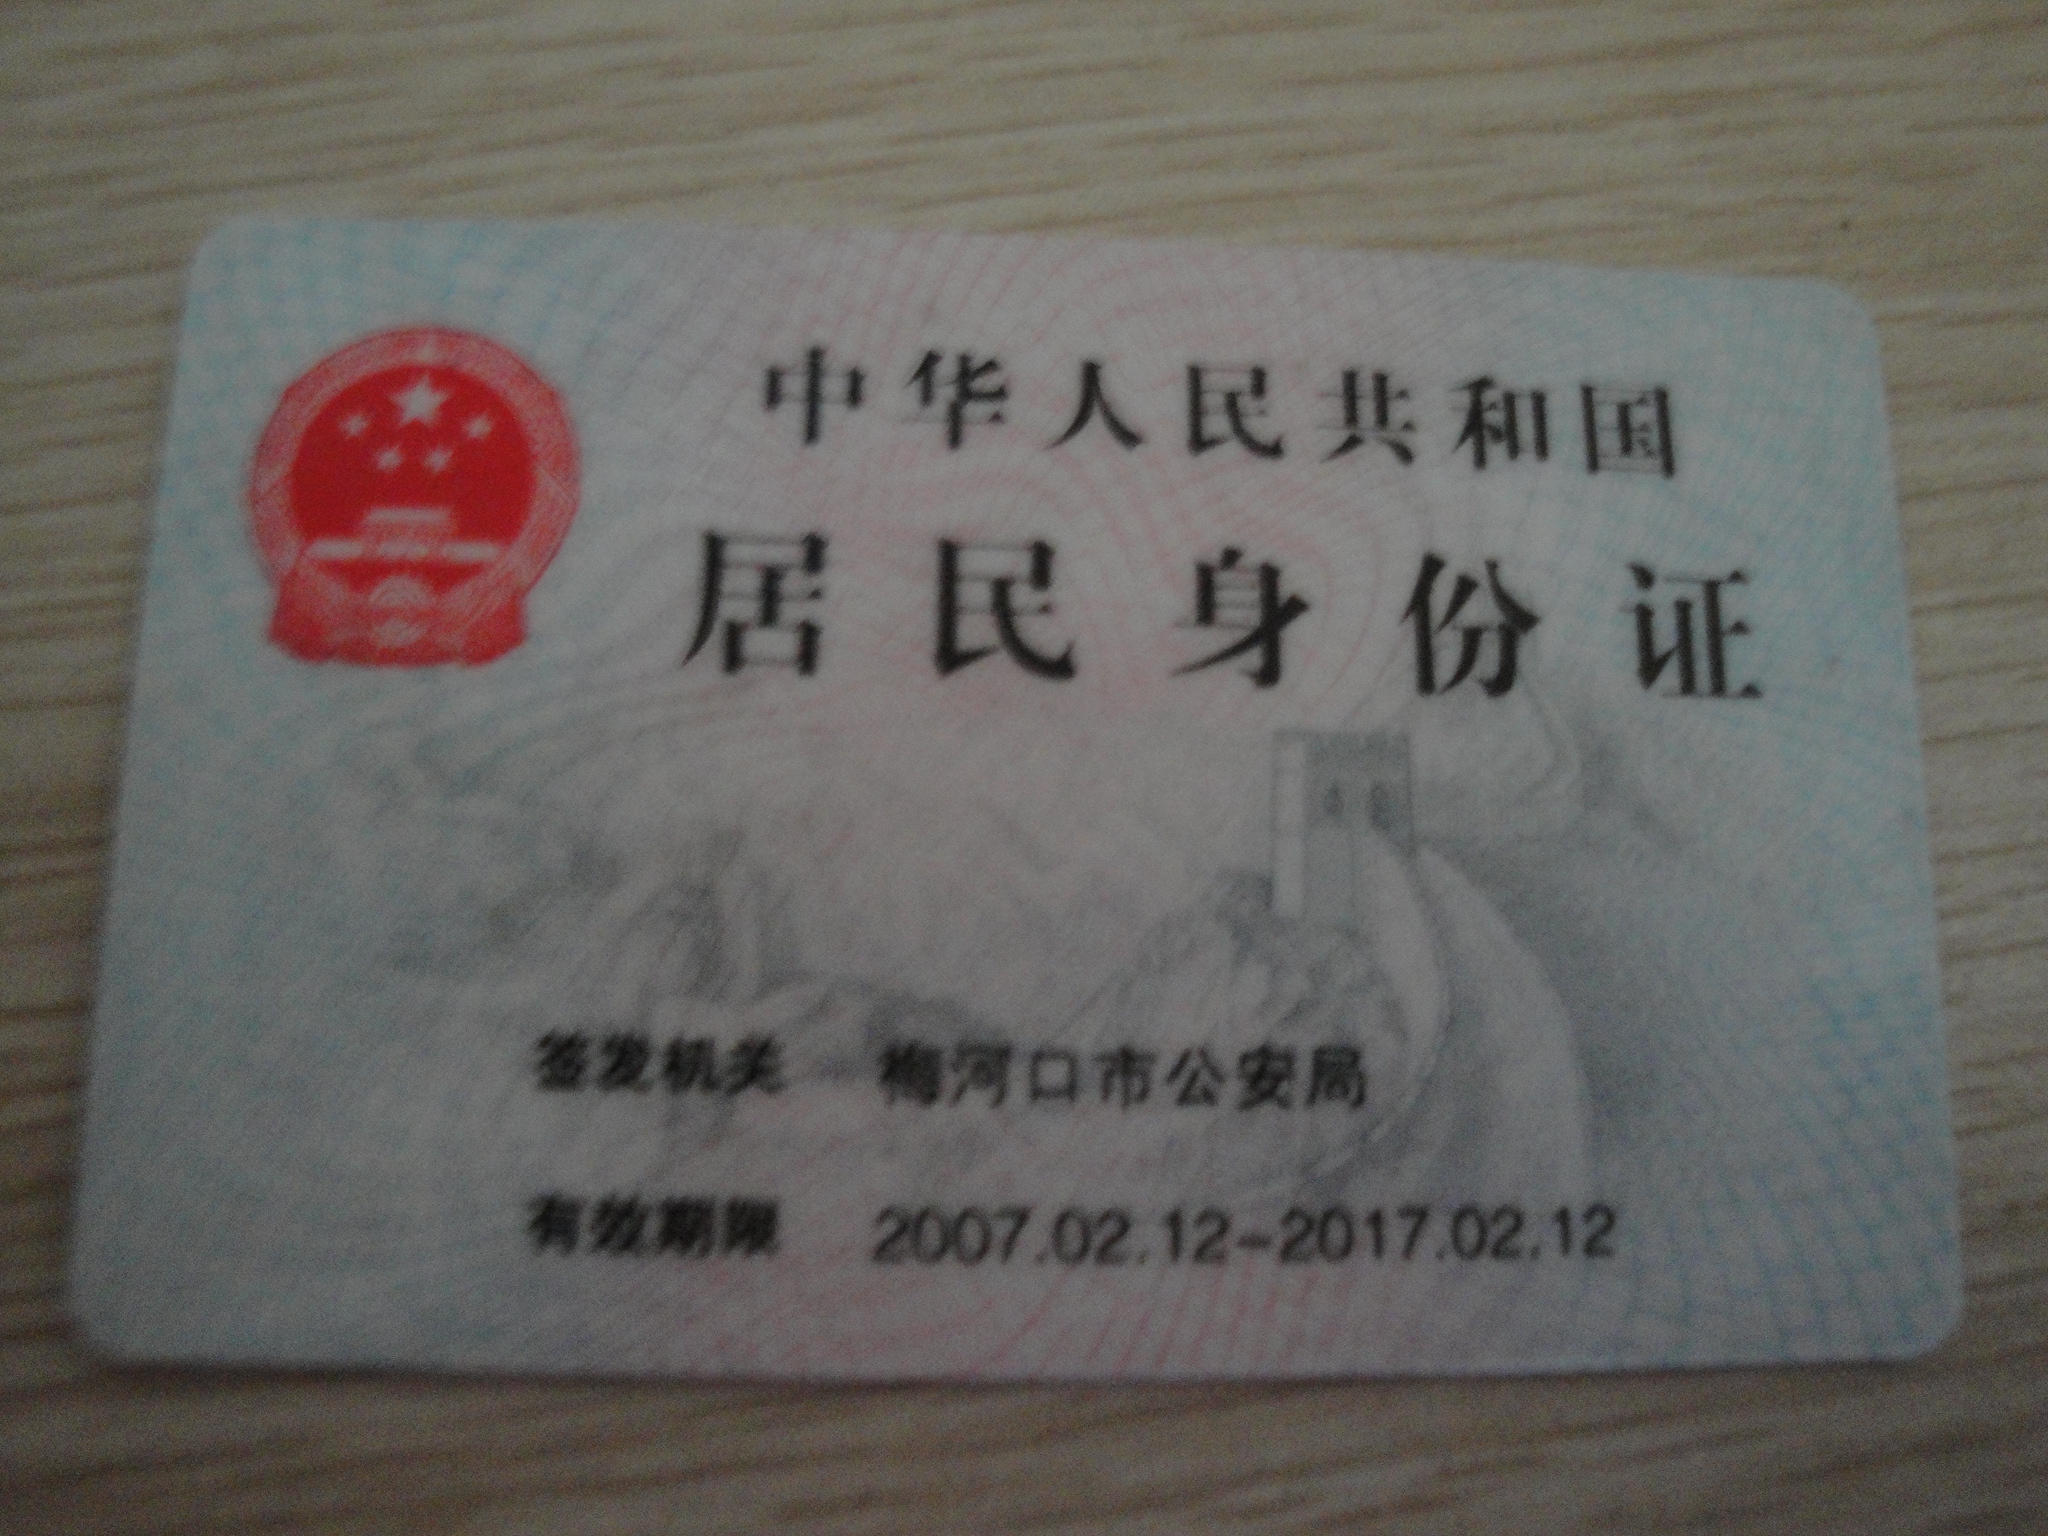 中华人民共和国
居民身份证
签发机关 梅河口市公安局
有效期限 2007.02.12-2017.02.12